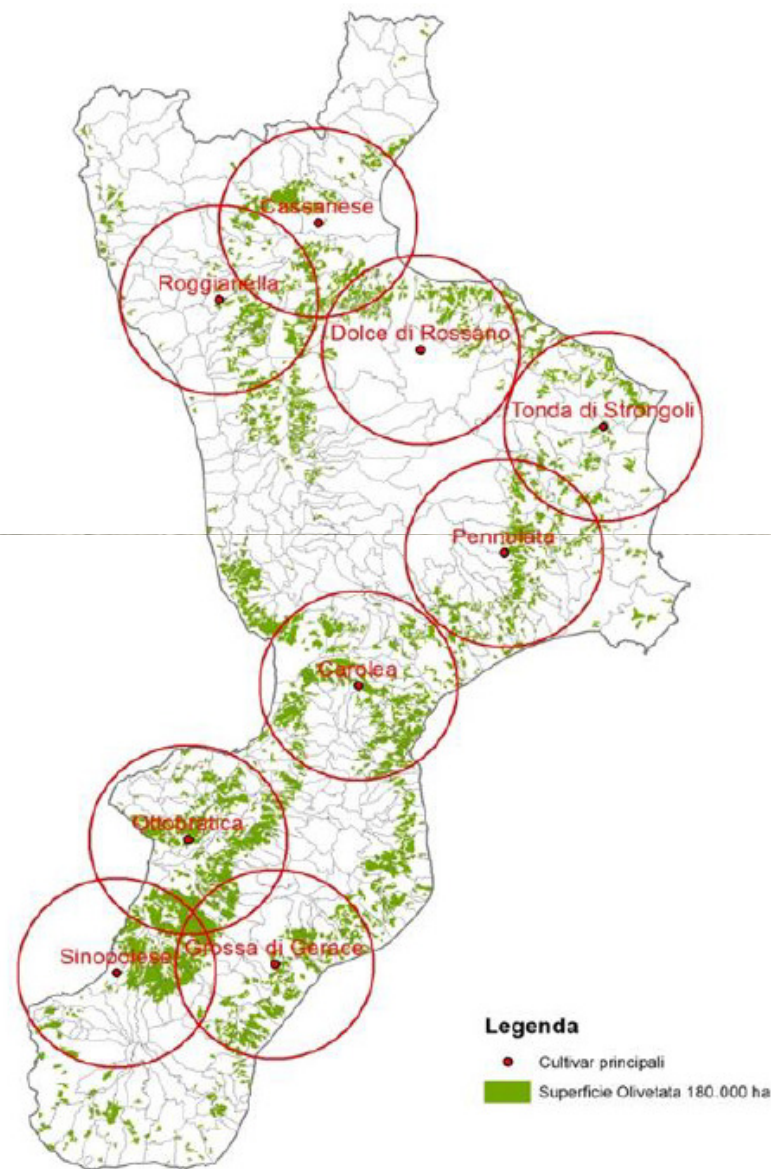 Cassanese
Roggianella
Dolce di Rossano
Tonda di Strongoli
Pennulata
Carolea
Ottobratica
Grossa di Gerace
Sinopolese
Legenda
Cultivar principali
Superficie Olivetata 180.000 ha